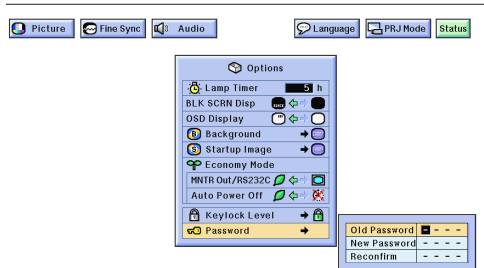 Picture Fine Sync Audio Language PRJ Mode Status
Options
Lamp Timer 5 h
BLK SCRN Disp
OSD Display
Background
Startup Image
Economy Mode
MNTR Out/RS232C
Auto Power Off
Keylock Level
Password
Old Password - - - -
New Password - - - -
Reconfirm - - - -